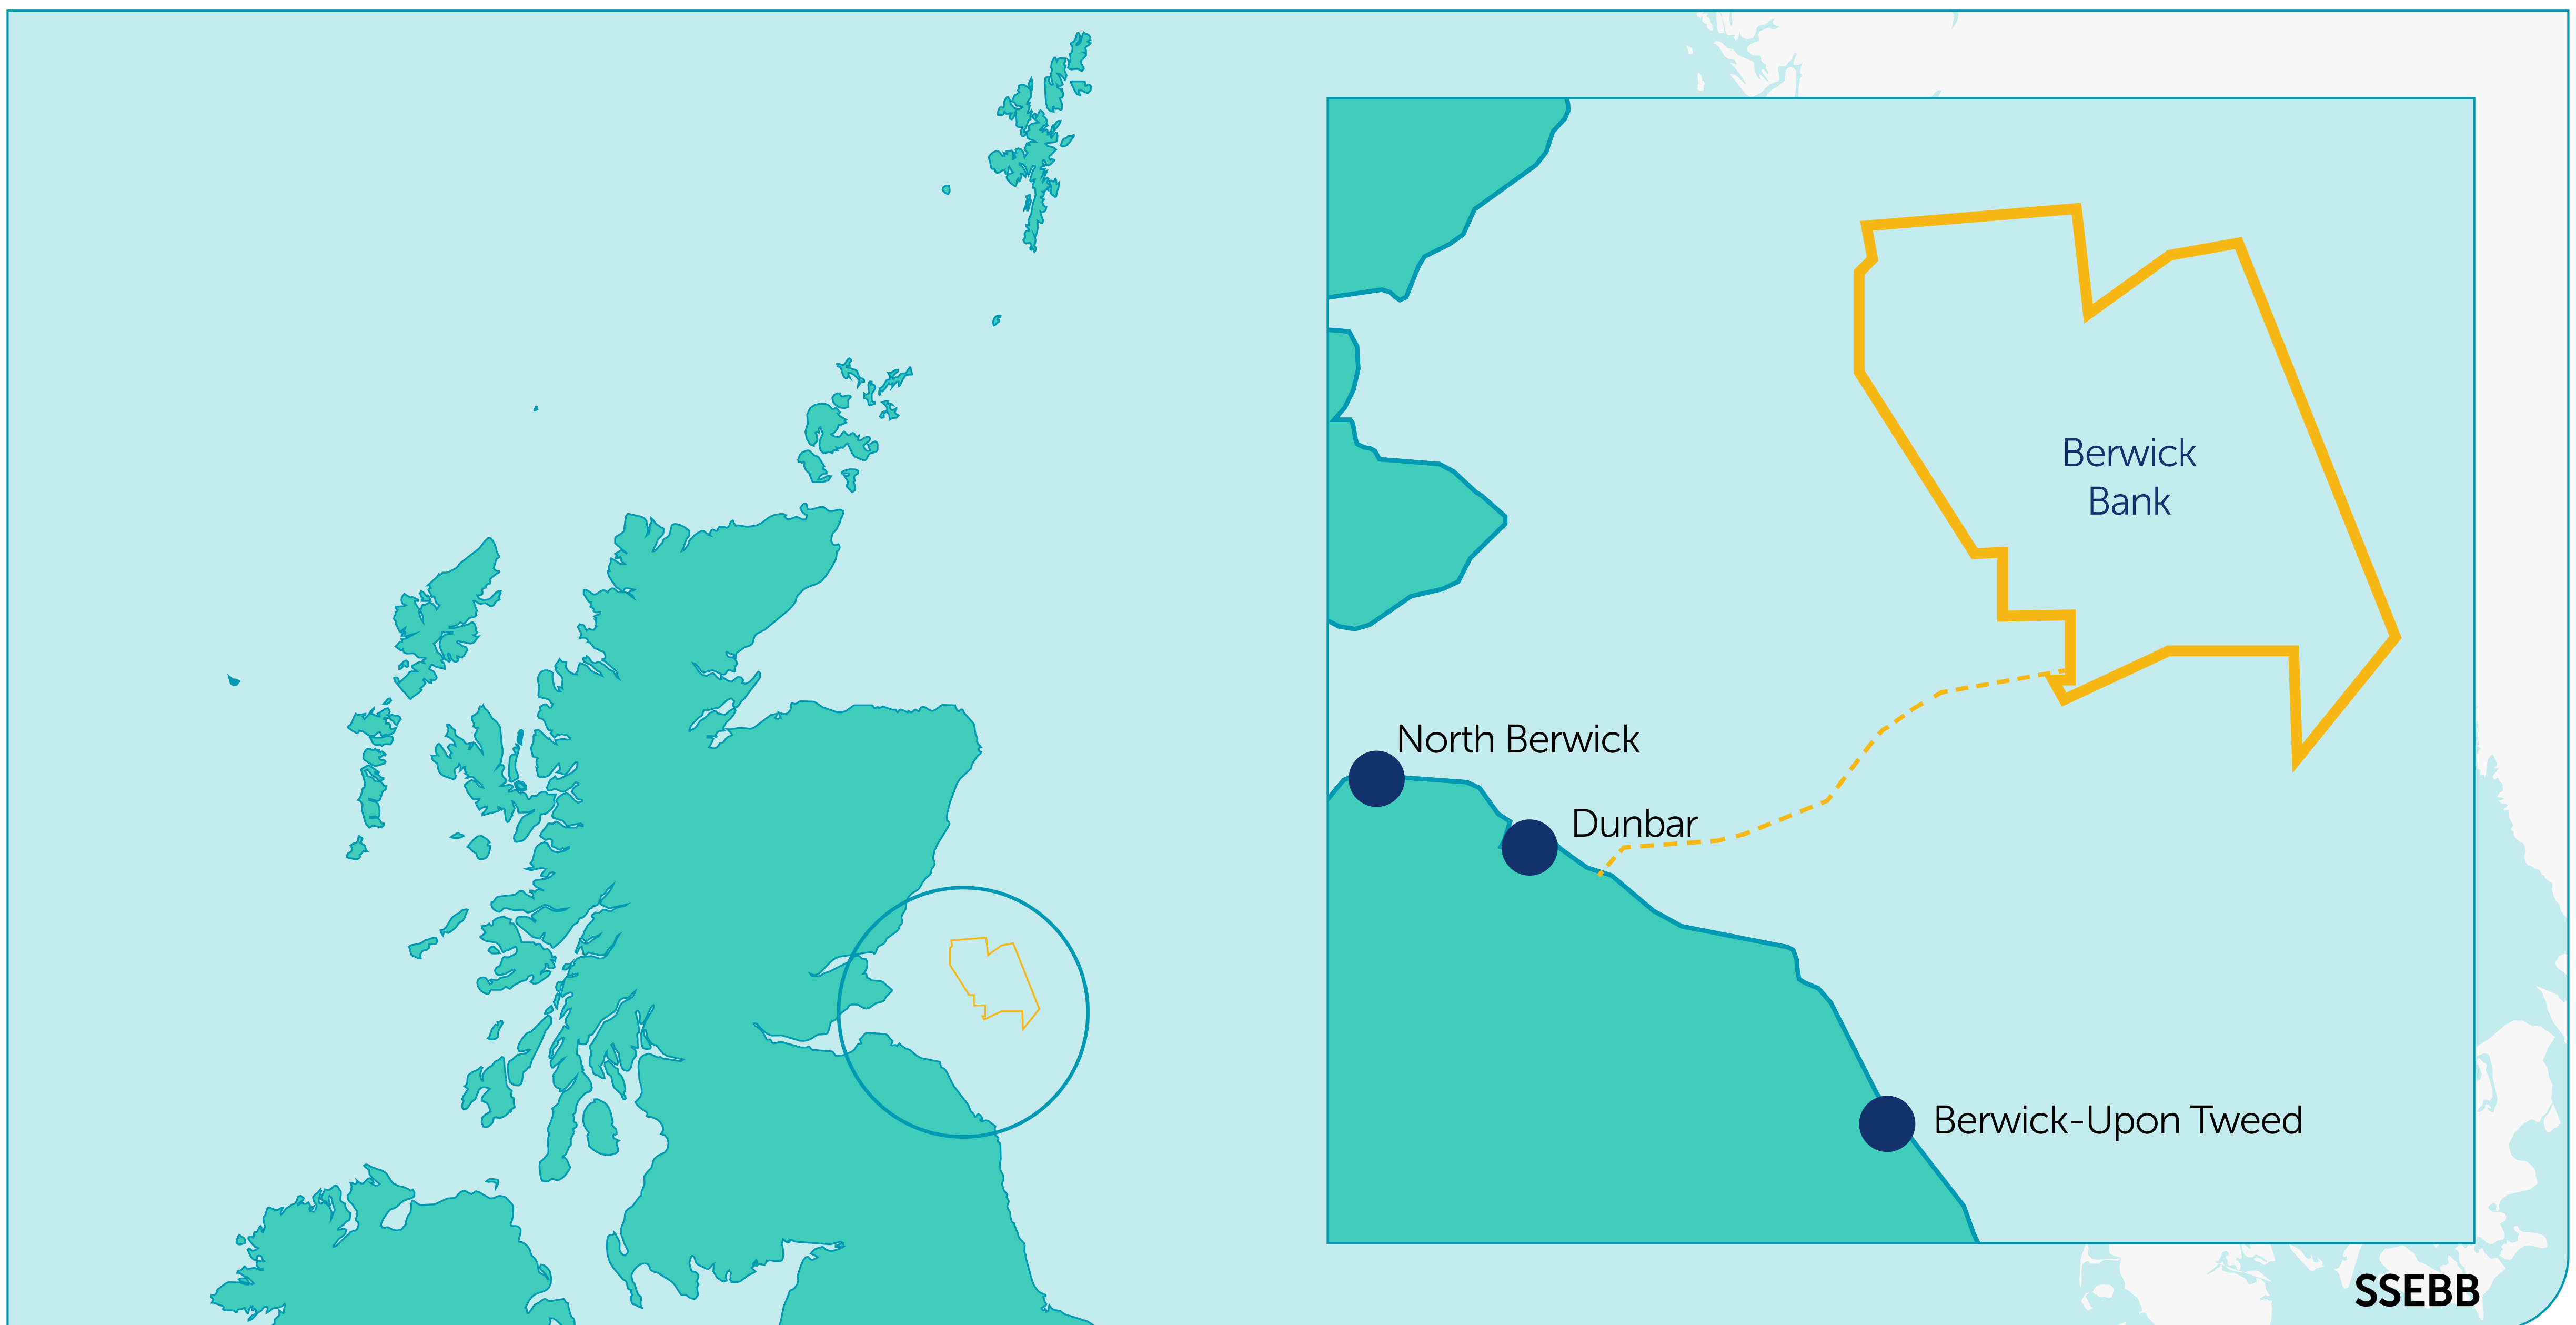 Berwick
Bank
North Berwick
Dunbar
Berwick-Upon Tweed
SSEBB